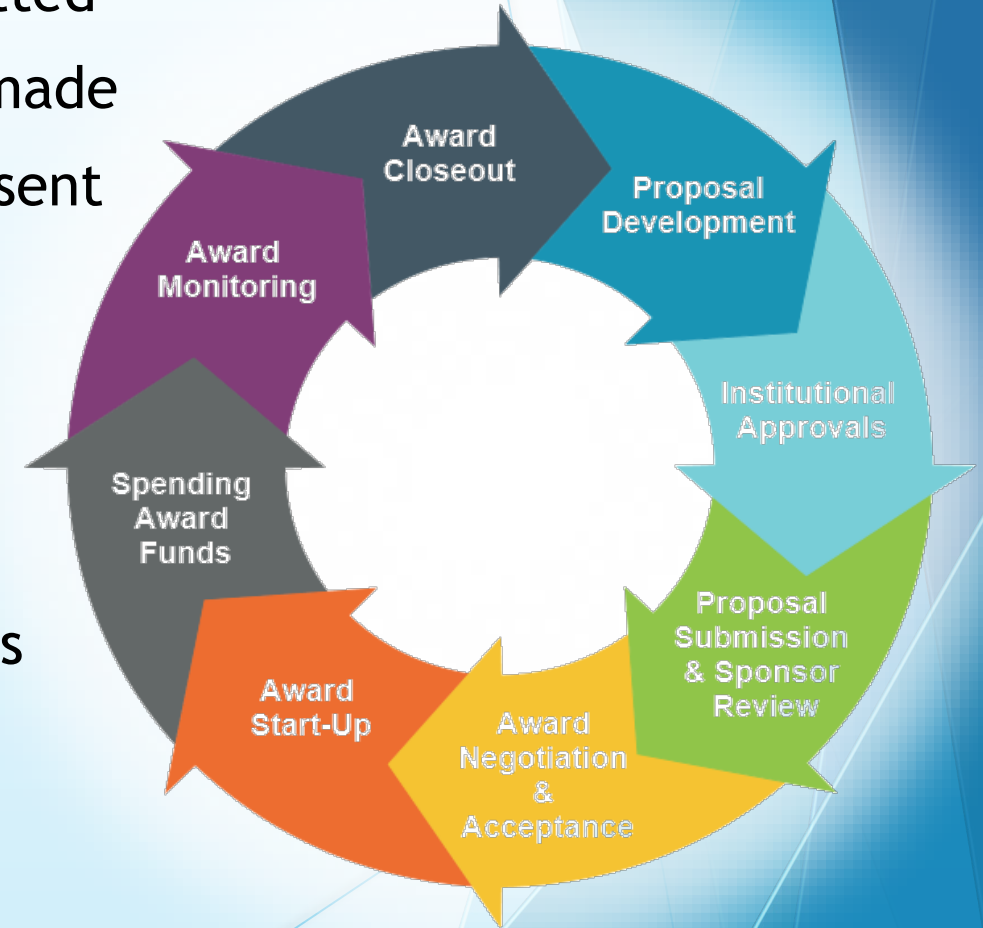 made
sent
s
Award
Closeout
Proposal
Development
Institutional
Approvals
Proposal
Submission
& Sponsor
Review
Award
Negotiation
&
Acceptance
Award
Start-Up
Spending
Award
Funds
Award
Monitoring